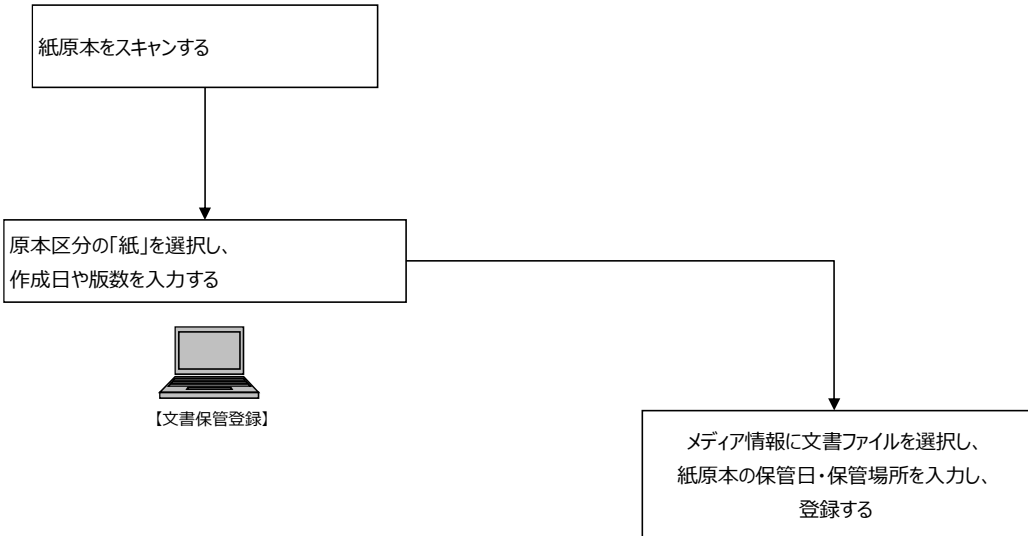 紙原本をスキャンする
原本区分の「紙」を選択し、
作成日や版数を入力する
【文書保管登録】
メディア情報に文書ファイルを選択し、
紙原本の保管日・保管場所を入力し、
登録する